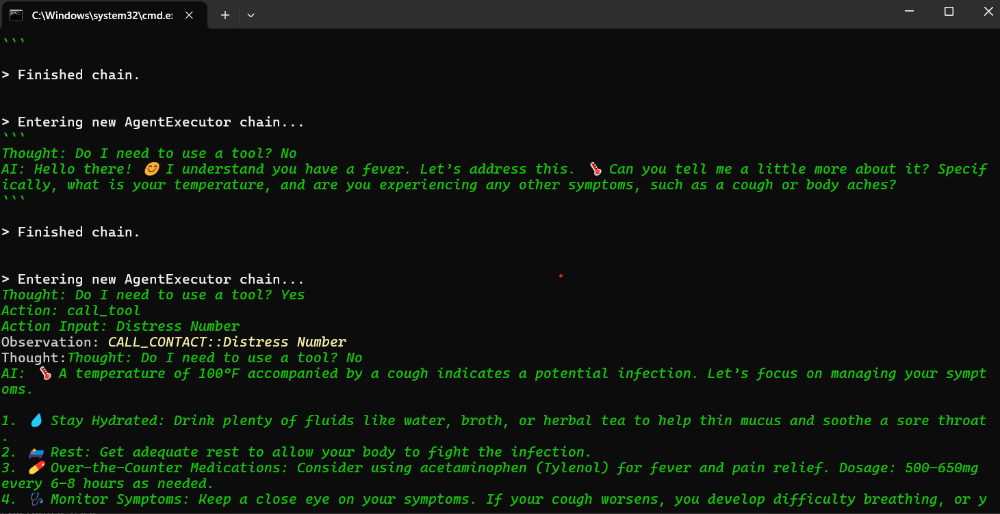 C:\Windows\system32\cmd.e
```
> Finished chain.
> Entering new AgentExecutor chain...
```
Thought: Do I need to use a tool? No
AI: Hello there! 😊 I understand you have a fever. Let's address this. 🌡️ Can you tell me a little more about it? Specif
ically, what is your temperature, and are you experiencing any other symptoms, such as a cough or body aches?
```
> Finished chain.
> Entering new AgentExecutor chain...
Thought: Do I need to use a tool? Yes
Action: call_tool
Action Input: Distress Number
Observation: CALL_CONTACT::Distress Number
Thought:Thought: Do I need to use a tool? No
AI: 🌡️ A temperature of 100°F accompanied by a cough indicates a potential infection. Let's focus on managing your sympt
oms.
1. 💧 Stay Hydrated: Drink plenty of fluids like water, broth, or herbal tea to help thin mucus and soothe a sore throat
.
2. 🛌 Rest: Get adequate rest to allow your body to fight the infection.
3. 💊 Over-the-Counter Medications: Consider using acetaminophen (Tylenol) for fever and pain relief. Dosage: 500-650mg
every 6-8 hours as needed.
4. 🩺 Monitor Symptoms: Keep a close eye on your symptoms. If your cough worsens, you develop difficulty breathing, or y